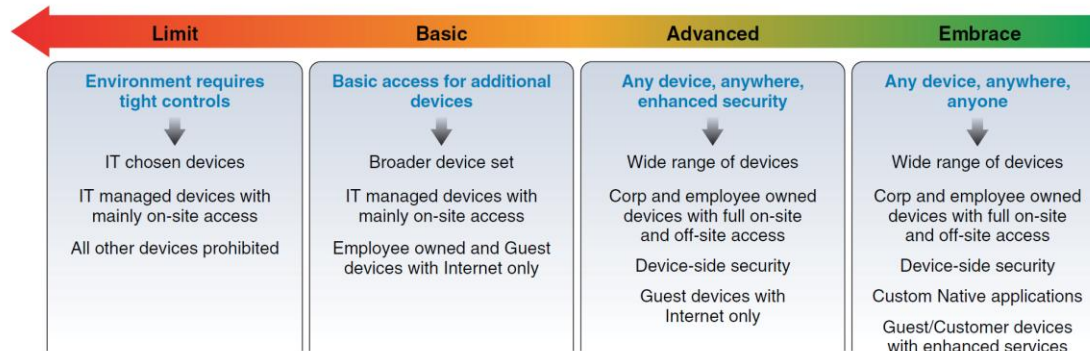 Limit
Basic
Advanced
Embrace
Environment requires
tight controls
IT chosen devices
IT managed devices with
mainly on-site access
All other devices prohibited
Basic access for additional
devices
Broader device set
IT managed devices with
mainly on-site access
Employee owned and Guest
devices with Internet only
Any device, anywhere,
enhanced security
Wide range of devices
Corp and employee owned
devices with full on-site
and off-site access
Device-side security
Guest devices with
Internet only
Any device, anywhere,
anyone
Wide range of devices
Corp and employee owned
devices with full on-site
and off-site access
Device-side security
Custom Native applications
Guest/Customer devices
with enhanced services